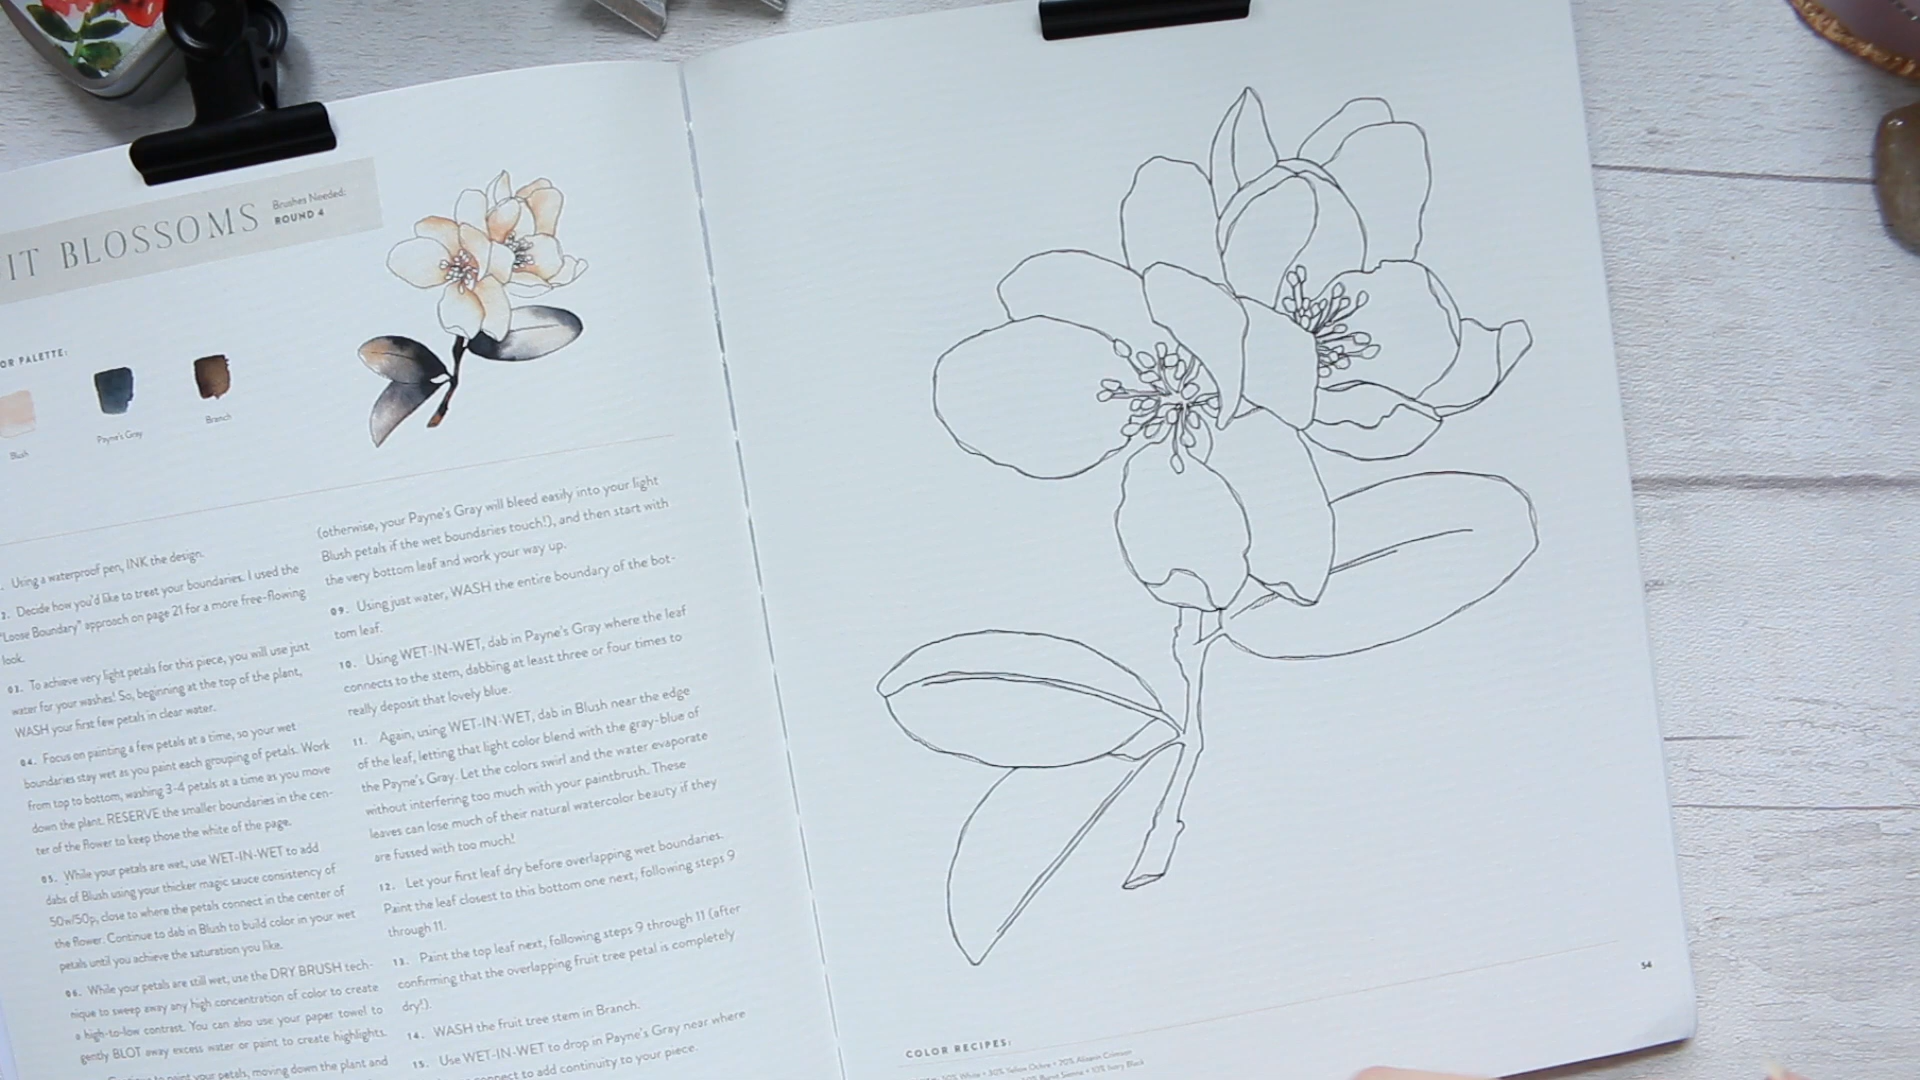 IT BLOSSOMS
Brushes Needed:
ROUND 4
OR PALETTE:
Blush
Payne's Gray
Branch
Using a waterproof pen, INK the design.
2. Decide how you'd like to treat your boundaries. I used the
"Loose Boundary" approach on page 21 for a more free-flowing
look.
03. To achieve very light petals for this piece, you will use just
water for your washes! So, beginning at the top of the plant,
WASH your first few petals in clear water.
04. Focus on painting a few petals at a time, so your wet
boundaries stay wet as you paint each grouping of petals. Work
from top to bottom, washing 3-4 petals at a time as you move
down the plant. RESERVE the smaller boundaries in the cen-
ter of the flower to keep those the white of the page.
05. While your petals are wet, use WET-IN-WET to add
dabs of Blush using your thicker magic sauce consistency of
50w/50p, close to where the petals connect in the center of
the flower. Continue to dab in Blush to build color in your wet
petals until you achieve the saturation you like.
06. While your petals are still wet, use the DRY BRUSH tech-
nique to sweep away any high concentration of color to create
a high-to-low contrast. You can also use your paper towel to
gently BLOT away excess water or paint to create highlights.
paint your petals, moving down the plant and
(otherwise, your Payne's Gray will bleed easily into your light
Blush petals if the wet boundaries touch!), and then start with
the very bottom leaf and work your way up.
09. Using just water, WASH the entire boundary of the bot-
tom leaf.
10. Using WET-IN-WET, dab in Payne's Gray where the leaf
connects to the stem, dabbing at least three or four times to
really deposit that lovely blue.
11. Again, using WET-IN-WET, dab in Blush near the edge
of the leaf, letting that light color blend with the gray-blue of
the Payne's Gray. Let the colors swirl and the water evaporate
without interfering too much with your paintbrush. These
leaves can lose much of their natural watercolor beauty if they
are fussed with too much!
12. Let your first leaf dry before overlapping wet boundaries.
Paint the leaf closest to this bottom one next, following steps 9
through 11.
13. Paint the top leaf next, following steps 9 through 11 (after
confirming that the overlapping fruit tree petal is completely
dry!).
14. WASH the fruit tree stem in Branch.
15. Use WET-IN-WET to drop in Payne's Gray near where
connect to add continuity to your piece.
54
COLOR RECIPES:
50% White + 30% Yellow Ochre + 20% Alizarin Crimson
Burnt Sienna + 10% Ivory Black